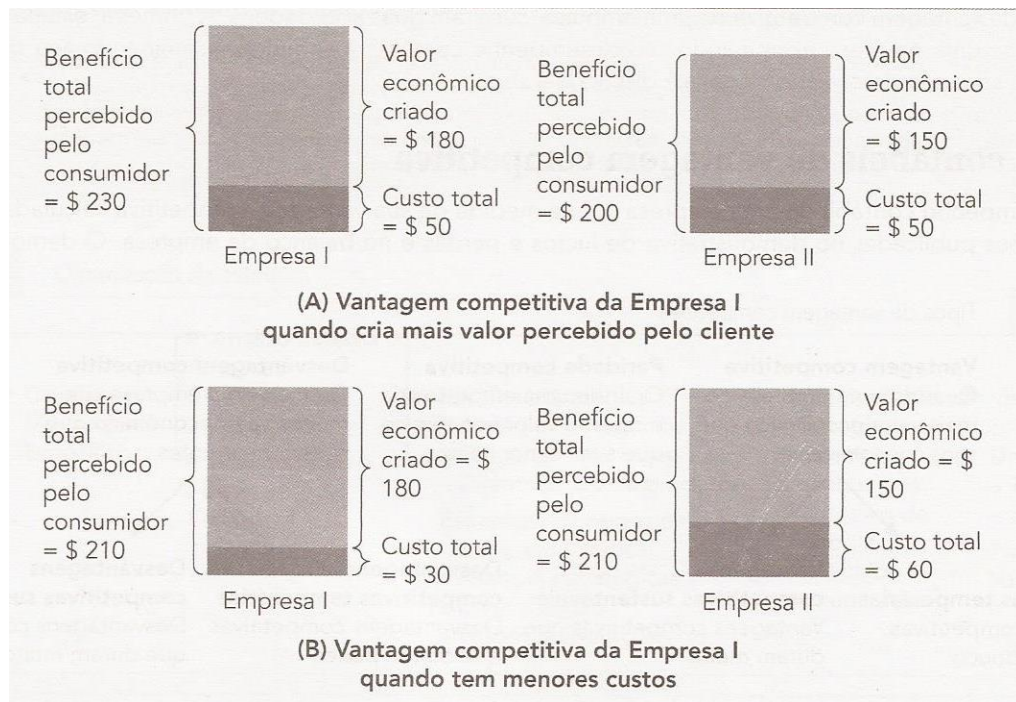 Benefício
total
percebido
pelo
consumidor
= $ 230
Valor
econômico
criado
= $ 180
Custo total
= $ 50
Empresa I
Benefício
total
percebido
pelo
consumidor
= $ 200
Valor
econômico
criado
= $ 150
Custo total
= $ 50
Empresa II
(A) Vantagem competitiva da Empresa I
quando cria mais valor percebido pelo cliente
Benefício
total
percebido
pelo
consumidor
= $ 210
Valor
econômico
criado = $
180
Custo total
= $ 30
Empresa I
Benefício
total
percebido
pelo
consumidor
= $ 210
Valor
econômico
criado = $
150
Custo total
= $ 60
Empresa II
(B) Vantagem competitiva da Empresa I
quando tem menores custos